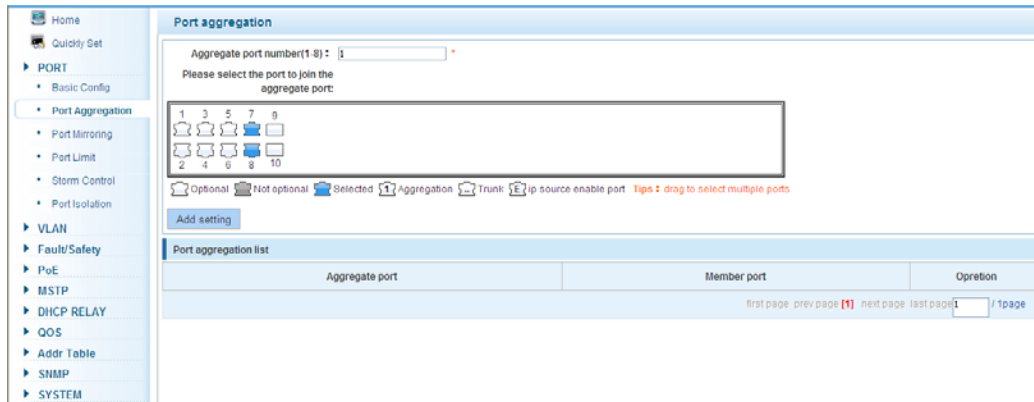 Home
Quickly Set
PORT
Basic Config
Port Aggregation
Port Mirroring
Port Limit
Storm Control
Port Isolation
VLAN
Fault/Safety
PoE
MSTP
DHCP RELAY
QOS
Addr Table
SNMP
SYSTEM
Port aggregation
Aggregate port number(1-8): 1 *
Please select the port to join the
aggregate port:
1 3 5 7 9
2 4 6 8 10
Optional Not optional Selected 1 Aggregation ... Trunk E ip source enable port Tips: drag to select multiple ports
Add setting
Port aggregation list
Aggregate port Member port Opretion
first page prev page [1] next page last page 1 / 1page